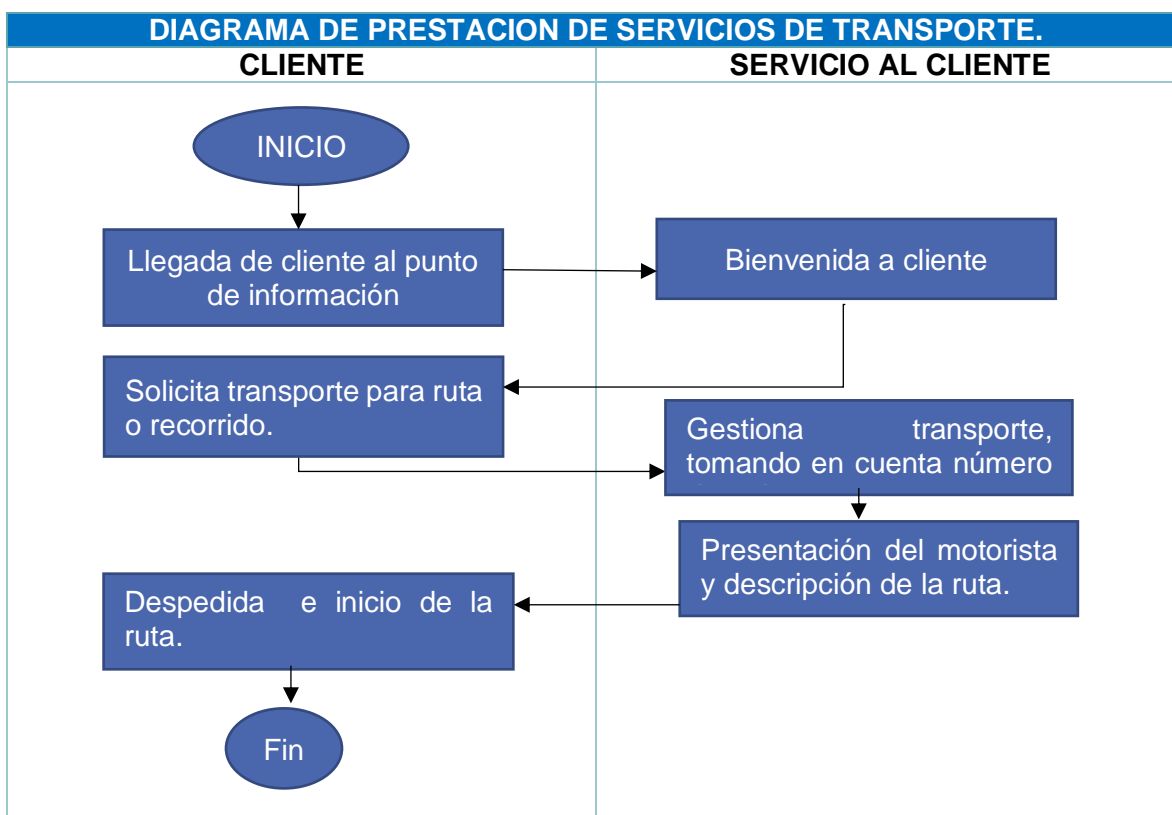 DIAGRAMA DE PRESTACION DE SERVICIOS DE TRANSPORTE.
CLIENTE
SERVICIO AL CLIENTE
INICIO
Llegada de cliente al punto
de información
Bienvenida a cliente
Solicita transporte para ruta
o recorrido.
Gestiona transporte,
tomando en cuenta número
Presentación del motorista
y descripción de la ruta.
Despedida e inicio de la
ruta.
Fin